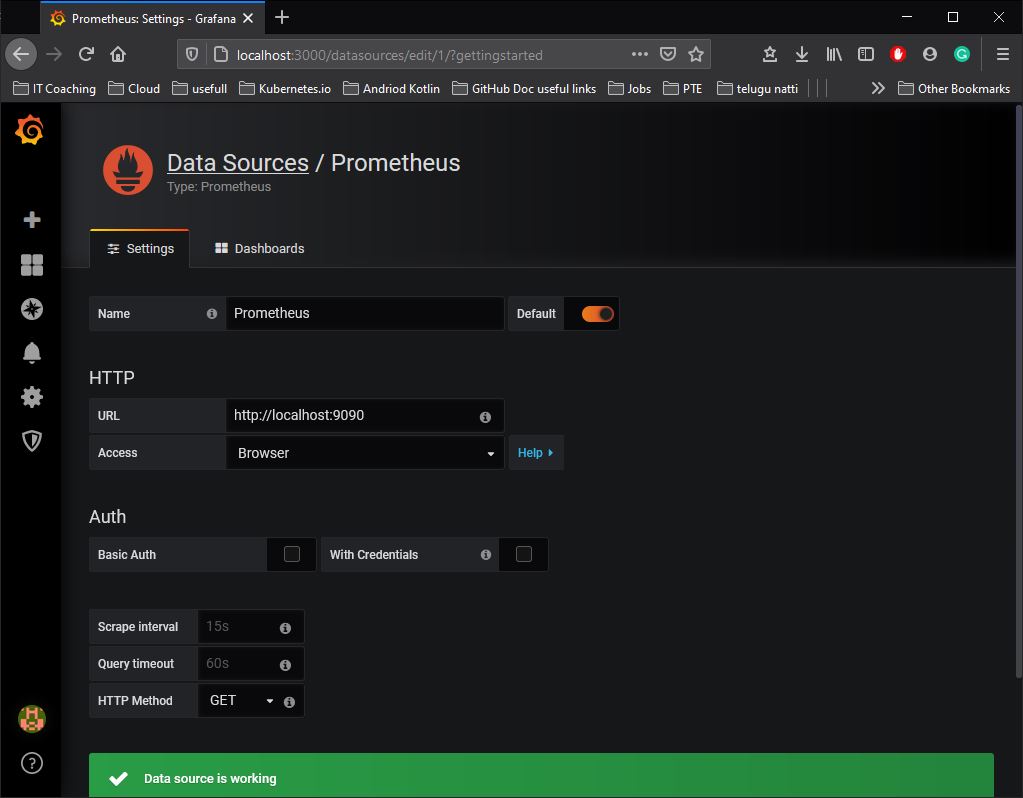 Prometheus: Settings - Grafana
localhost:3000/datasources/edit/1/?gettingstarted
IT Coaching Cloud usefull Kubernetes.io Andriod Kotlin GitHub Doc useful links Jobs PTE telugu natti Other Bookmarks
Data Sources / Prometheus
Type: Prometheus
Settings Dashboards
Name Prometheus Default
HTTP
URL http://localhost:9090
Access Browser Help
Auth
Basic Auth With Credentials
Scrape interval 15s
Query timeout 60s
HTTP Method GET
Data source is working